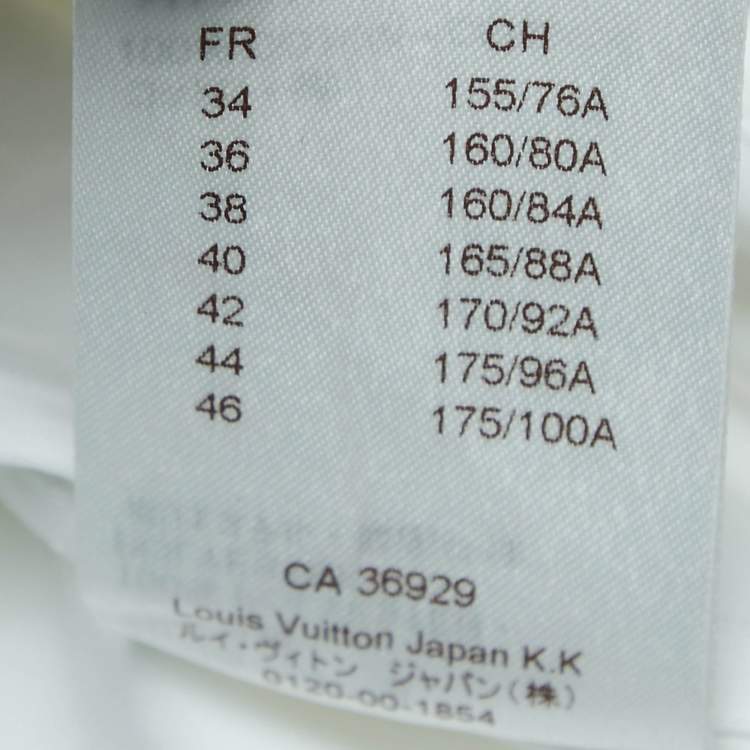 FR CH
34 155/76A
36 160/80A
38 160/84A
40 165/88A
42 170/92A
44 175/96A
46 175/100A
CA 36929
Louis Vuitton Japan K.K
ルイ・ヴィトン ジャパン(株)
0120-00-1854